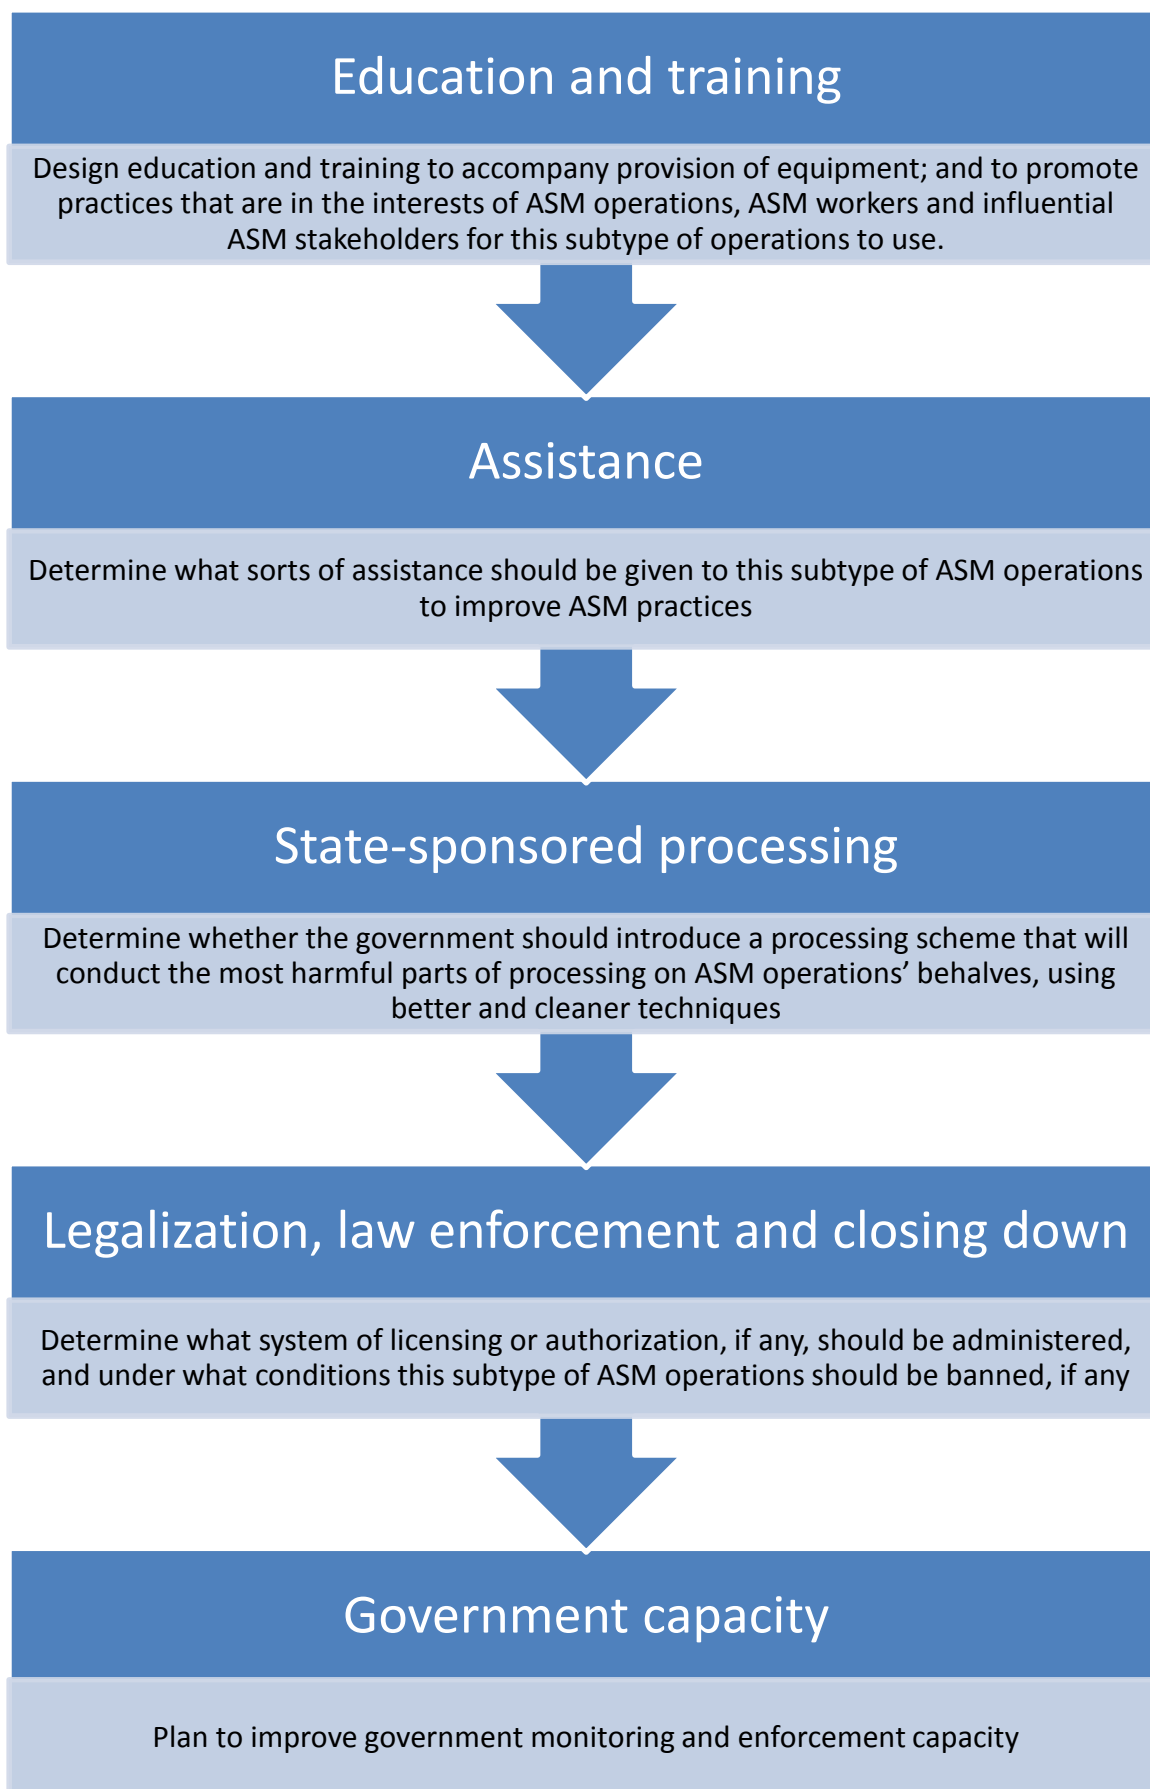 Education and training
Design education and training to accompany provision of equipment; and to promote
practices that are in the interests of ASM operations, ASM workers and influential
ASM stakeholders for this subtype of operations to use.
Assistance
Determine what sorts of assistance should be given to this subtype of ASM operations
to improve ASM practices
State-sponsored processing
Determine whether the government should introduce a processing scheme that will
conduct the most harmful parts of processing on ASM operations’ behalves, using
better and cleaner techniques
Legalization, law enforcement and closing down
Determine what system of licensing or authorization, if any, should be administered,
and under what conditions this subtype of ASM operations should be banned, if any
Government capacity
Plan to improve government monitoring and enforcement capacity